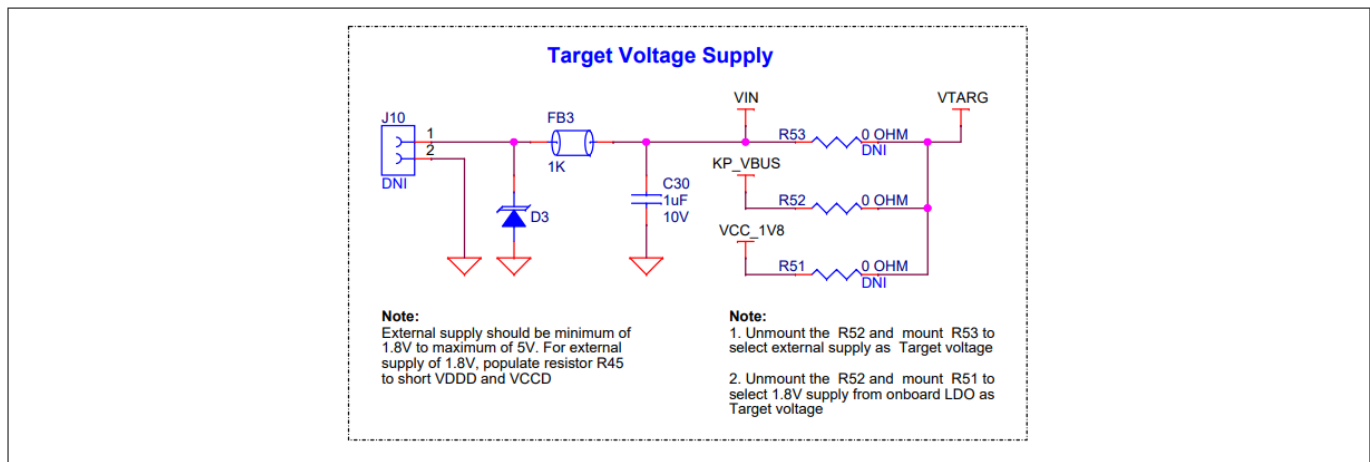 Target Voltage Supply
VIN
VTARG
J10
FB3
1
2
R53
0 OHM
DNI
1K
KP_VBUS
DNI
C30
1uF
10V
R52
0 OHM
D3
VCC_1V8
R51
0 OHM
DNI
Note:
External supply should be minimum of
1.8V to maximum of 5V. For external
supply of 1.8V, populate resistor R45
to short VDDD and VCCD
Note:
1. Unmount the R52 and mount R53 to
select external supply as Target voltage
2. Unmount the R52 and mount R51 to
select 1.8V supply from onboard LDO as
Target voltage